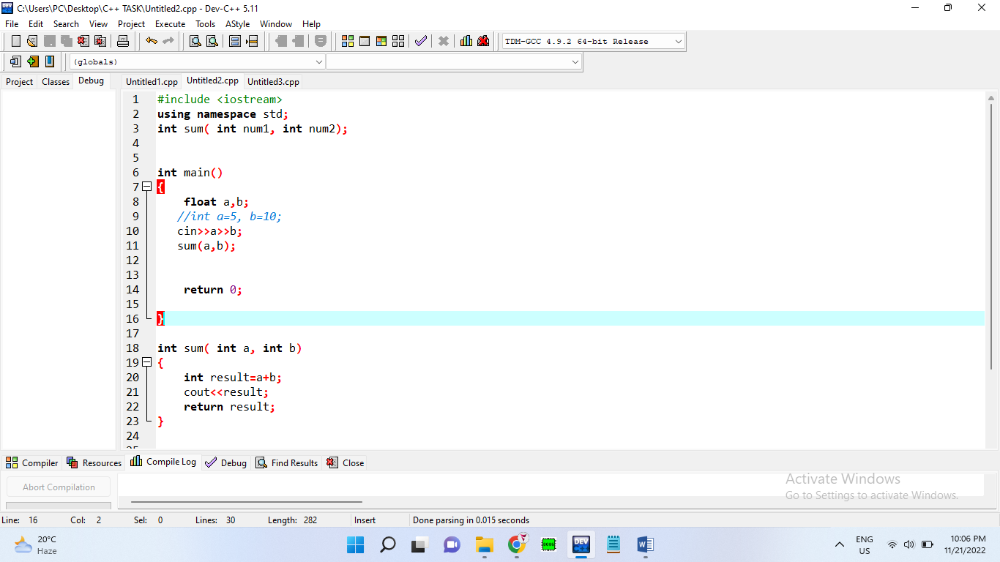 C:\Users\PC\Desktop\C++ TASK\Untitled2.cpp - Dev-C++ 5.11
File Edit Search View Project Execute Tools AStyle Window Help
TDM-GCC 4.9.2 64-bit Release
(globals)
Project Classes Debug Untitled1.cpp Untitled2.cpp Untitled3.cpp
1 #include <iostream>
2 using namespace std;
3 int sum( int num1, int num2);
4
5
6 int main()
7 {
8 float a,b;
9 //int a=5, b=10;
10 cin>>a>>b;
11 sum(a,b);
12
13
14 return 0;
15
16 }
17
18 int sum( int a, int b)
19 {
20 int result=a+b;
21 cout<<result;
22 return result;
23 }
24
Compiler Resources Compile Log Debug Find Results Close
Abort Compilation
Activate Windows
Go to Settings to activate Windows.
Line: 16 Col: 2 Sel: 0 Lines: 30 Length: 282 Insert Done parsing in 0.015 seconds
20°C
Haze
DEV
8085
W
ENG
US
10:06 PM
11/21/2022